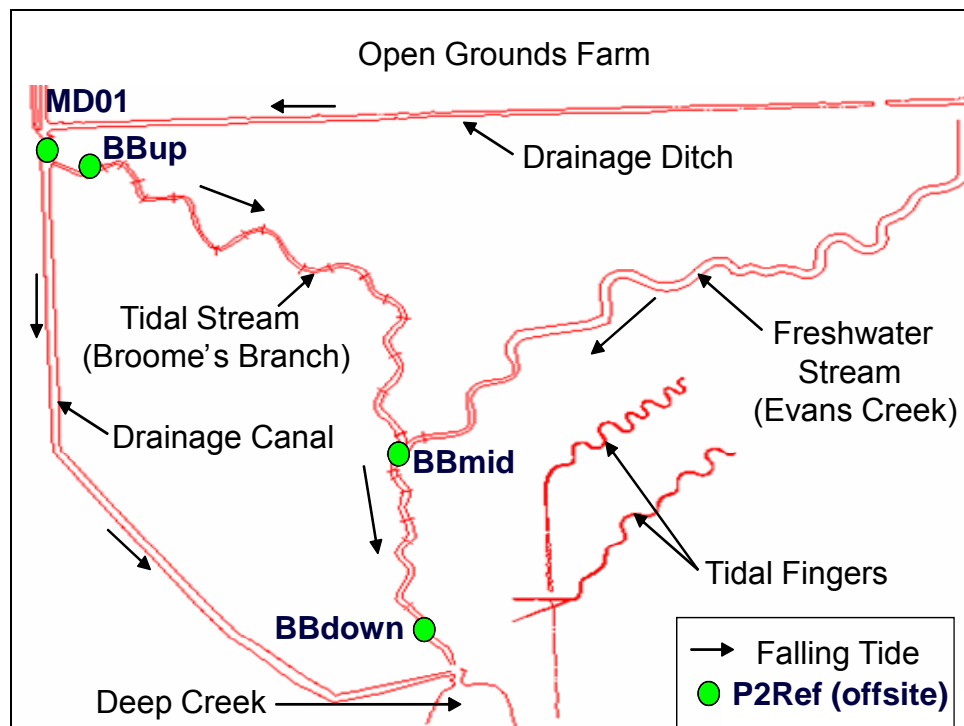 Open Grounds Farm
MD01
BBup
Drainage Ditch
Tidal Stream
(Broome's Branch)
Freshwater
Stream
(Evans Creek)
Drainage Canal
BBmid
Tidal Fingers
BBdown
Deep Creek
Falling Tide
P2Ref (offsite)